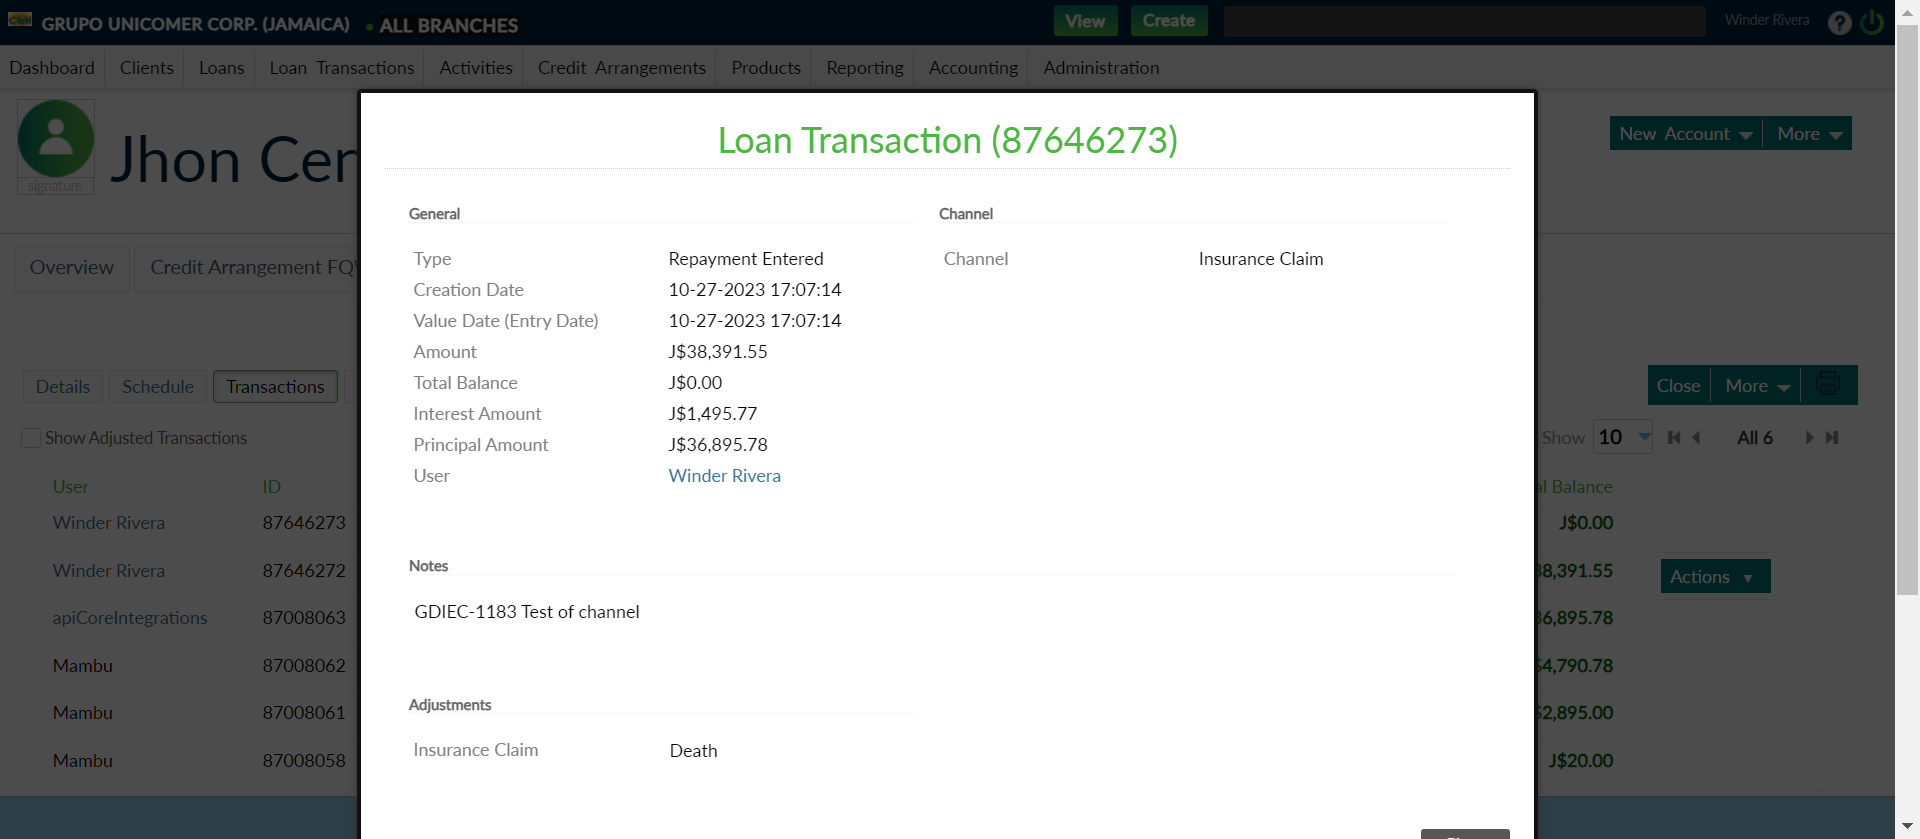 GRUPO UNICOMER CORP. (JAMAICA) • ALL BRANCHES View Create Winder Rivera ?
Dashboard Clients Loans Loan Transactions Activities Credit Arrangements Products Reporting Accounting Administration
Loan Transaction (87646273)
signature
Jhon Cen
New Account More
General
Type Repayment Entered
Creation Date 10-27-2023 17:07:14
Value Date (Entry Date) 10-27-2023 17:07:14
Amount J$38,391.55
Total Balance J$0.00
Interest Amount J$1,495.77
Principal Amount J$36,895.78
User Winder Rivera
Channel
Channel Insurance Claim
Notes
GDIEC-1183 Test of channel
Adjustments
Insurance Claim Death
Overview Credit Arrangement
Details Schedule Transactions
Close More
Show Adjusted Transactions
Show 10 All 6
User ID Balance
Winder Rivera 87646273 J$0.00
Winder Rivera 87646272 8,391.55 Actions
apiCoreIntegrations 87008063 6,895.78
Mambu 87008062 4,790.78
Mambu 87008061 2,895.00
Mambu 87008058 J$20.00